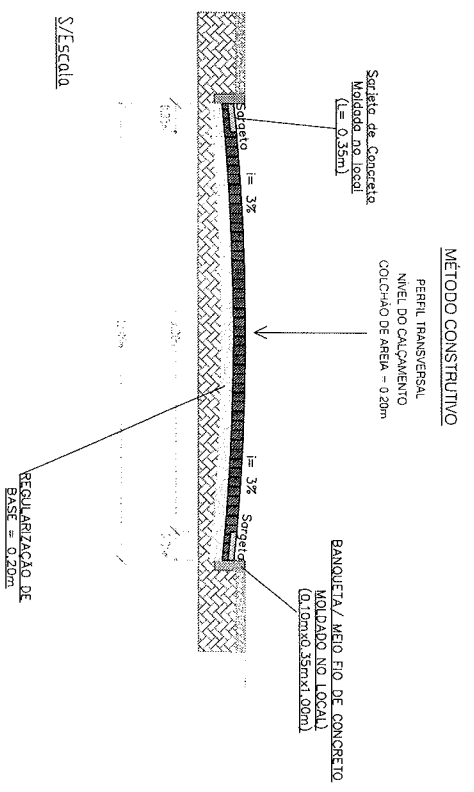 MÉTODO CONSTRUTIVO
PERFIL TRANSVERSAL
NIVEL DO CALÇAMENTO
COLCHÃO DE AREIA = 0.20m
Sarjeta de Concreto
Moldada no local
(L= 0,35m)
BANQUETA/ MEIO FIO DE CONCRETO
MOLDADO NO LOCAL)
(0,10mx0,35mx1,00m)
Sargeta
i= 3%
i= 3%
Sargeta
REGULARIZAÇÃO DE
BASE = 0,20m
S/Escala